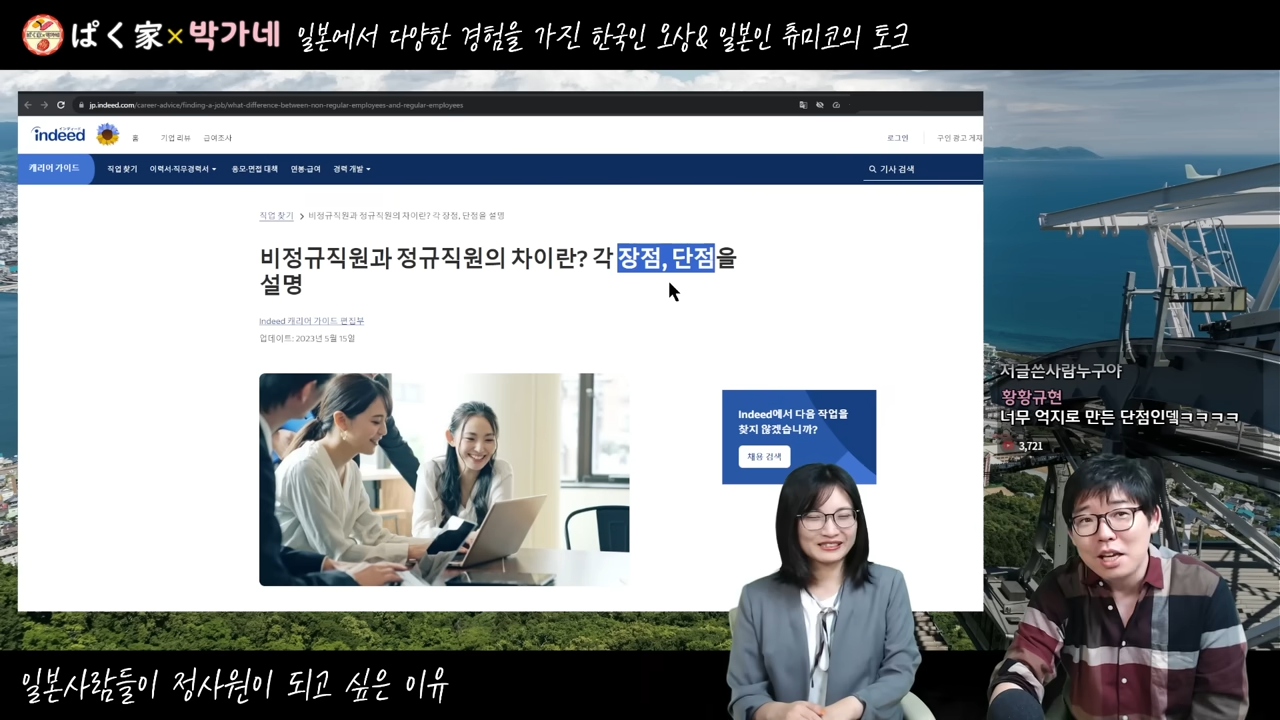 ぱく家×박가네 일본에서 다양한 경험을 가진 한국인 오상& 일본인 츄미코의 토크
jp.indeed.com/career-advice/finding-a-job/what-difference-between-non-regular-employees-and-regular-employees
indeed 홈 기업 리뷰 급여조사 로그인 구인 광고 게재
캐리어 가이드 직업 찾기 이력서·직무경력서 응모·면접 대책 연봉·급여 경력 개발 기사 검색
직업 찾기 > 비정규직원과 정규직원의 차이란? 각 장점, 단점을 설명
비정규직원과 정규직원의 차이란? 각 장점, 단점을
설명
Indeed 캐리어 가이드 편집부
업데이트: 2023년 5월 15일
Indeed에서 다음 작업을
찾지 않겠습니까?
채용 검색
저글쓴사람누구야
황황규현
너무 억지로 만든 단점인뎈ㅋㅋㅋㅋ
3,721
일본사람들이 정사원이 되고 싶은 이유